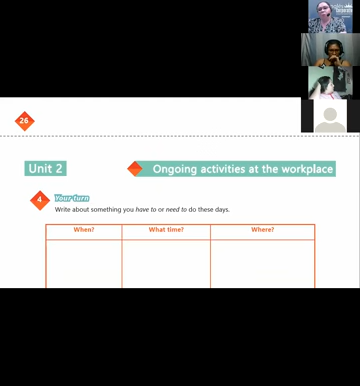 26
Unit 2
Ongoing activities at the workplace
4
Your turn
Write about something you have to or need to do these days.
When? What time? Where?